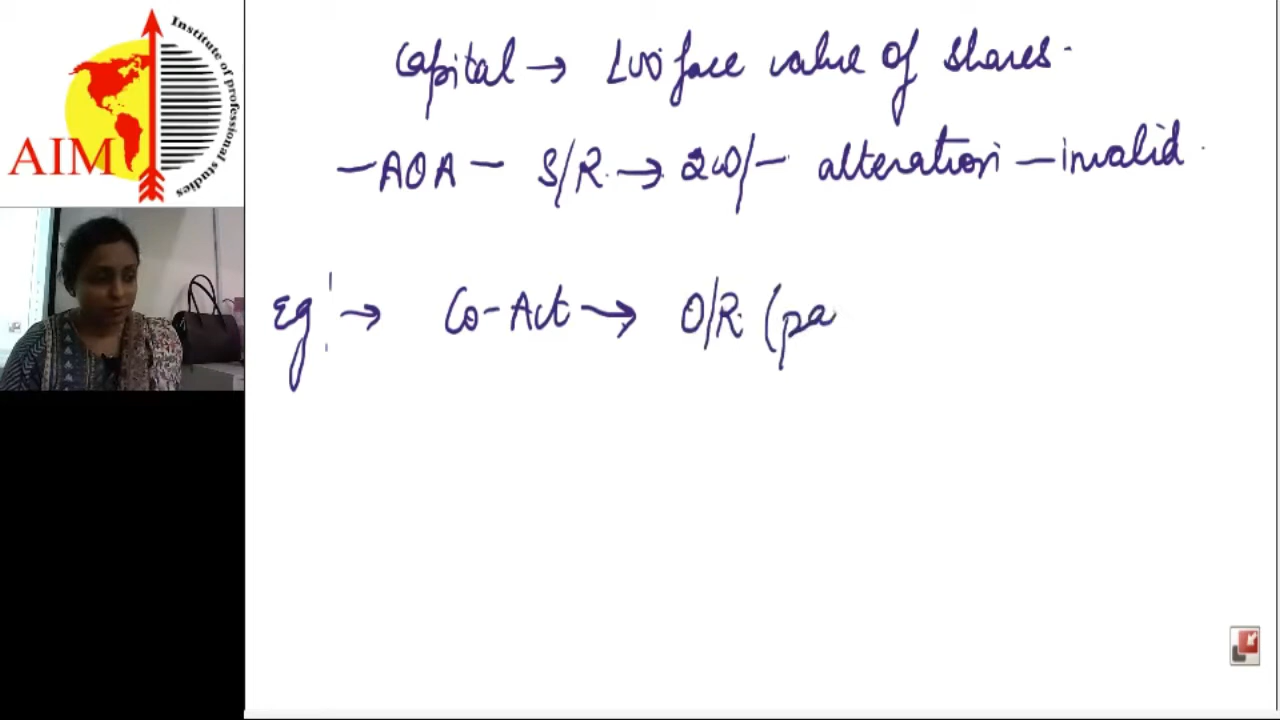 Institute of professional studies
AIM
Capital → 100 face value of shares.
- AOA - S/R → 200/- alteration - invalid.
Eg: → Co-Act → O/R (pa